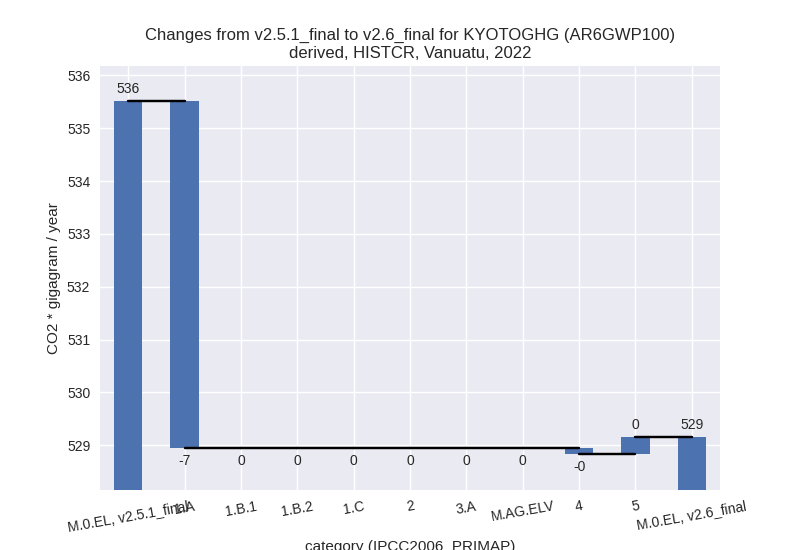 Changes from v2.5.1_final to v2.6_final for KYOTOGHG (AR6GWP100)
derived, HISTCR, Vanuatu, 2022
CO2 * gigagram / year
536
535
534
533
532
531
530
529
536
-7
0
0
0
0
0
0
-0
0
529
M.0.EL, v2.5.1_final
1.A
1.B.1
1.B.2
1.C
2
3.A
M.AG.ELV
4
5
M.0.EL, v2.6_final
category (IPCC2006_PRIMAP)